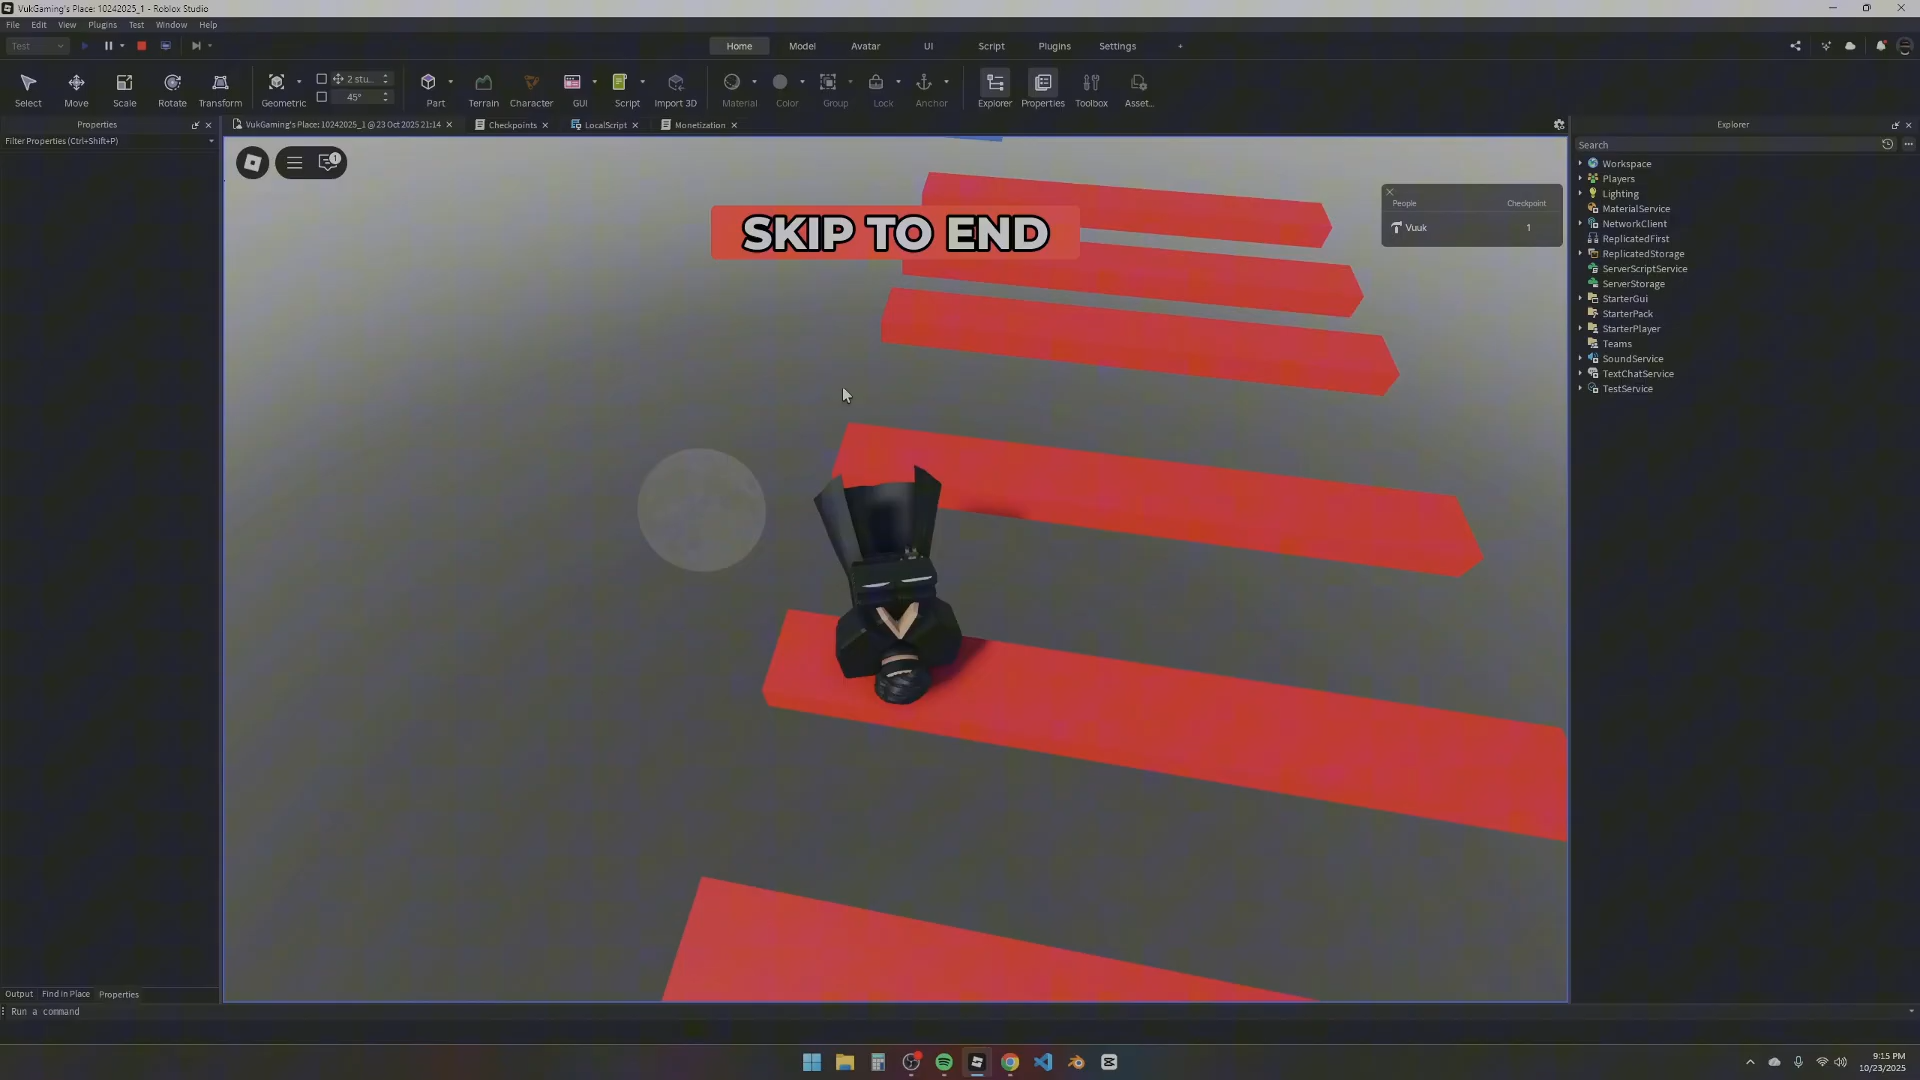 VukGaming's Place: 10242025_1 - Roblox Studio
File Edit View Plugins Test Window Help
Test Home Model Avatar UI Script Plugins Settings +
2 stu...
45°
Select Move Scale Rotate Transform Geometric Part Terrain Character GUI Script Import 3D Material Color Group Lock Anchor Explorer Properties Toolbox Asset...
Properties
VukGaming's Place: 10242025_1 @ 23 Oct 2025 21:14
Checkpoints
LocalScript
Monetization
Explorer
Filter Properties (Ctrl+Shift+P)
Search
1
SKIP TO END
People Checkpoint
Vuuk 1
Workspace
Players
Lighting
MaterialService
NetworkClient
ReplicatedFirst
ReplicatedStorage
ServerScriptService
ServerStorage
StarterGui
StarterPack
StarterPlayer
Teams
SoundService
TextChatService
TestService
Output Find in Place Properties
Run a command
9:15 PM
10/23/2025